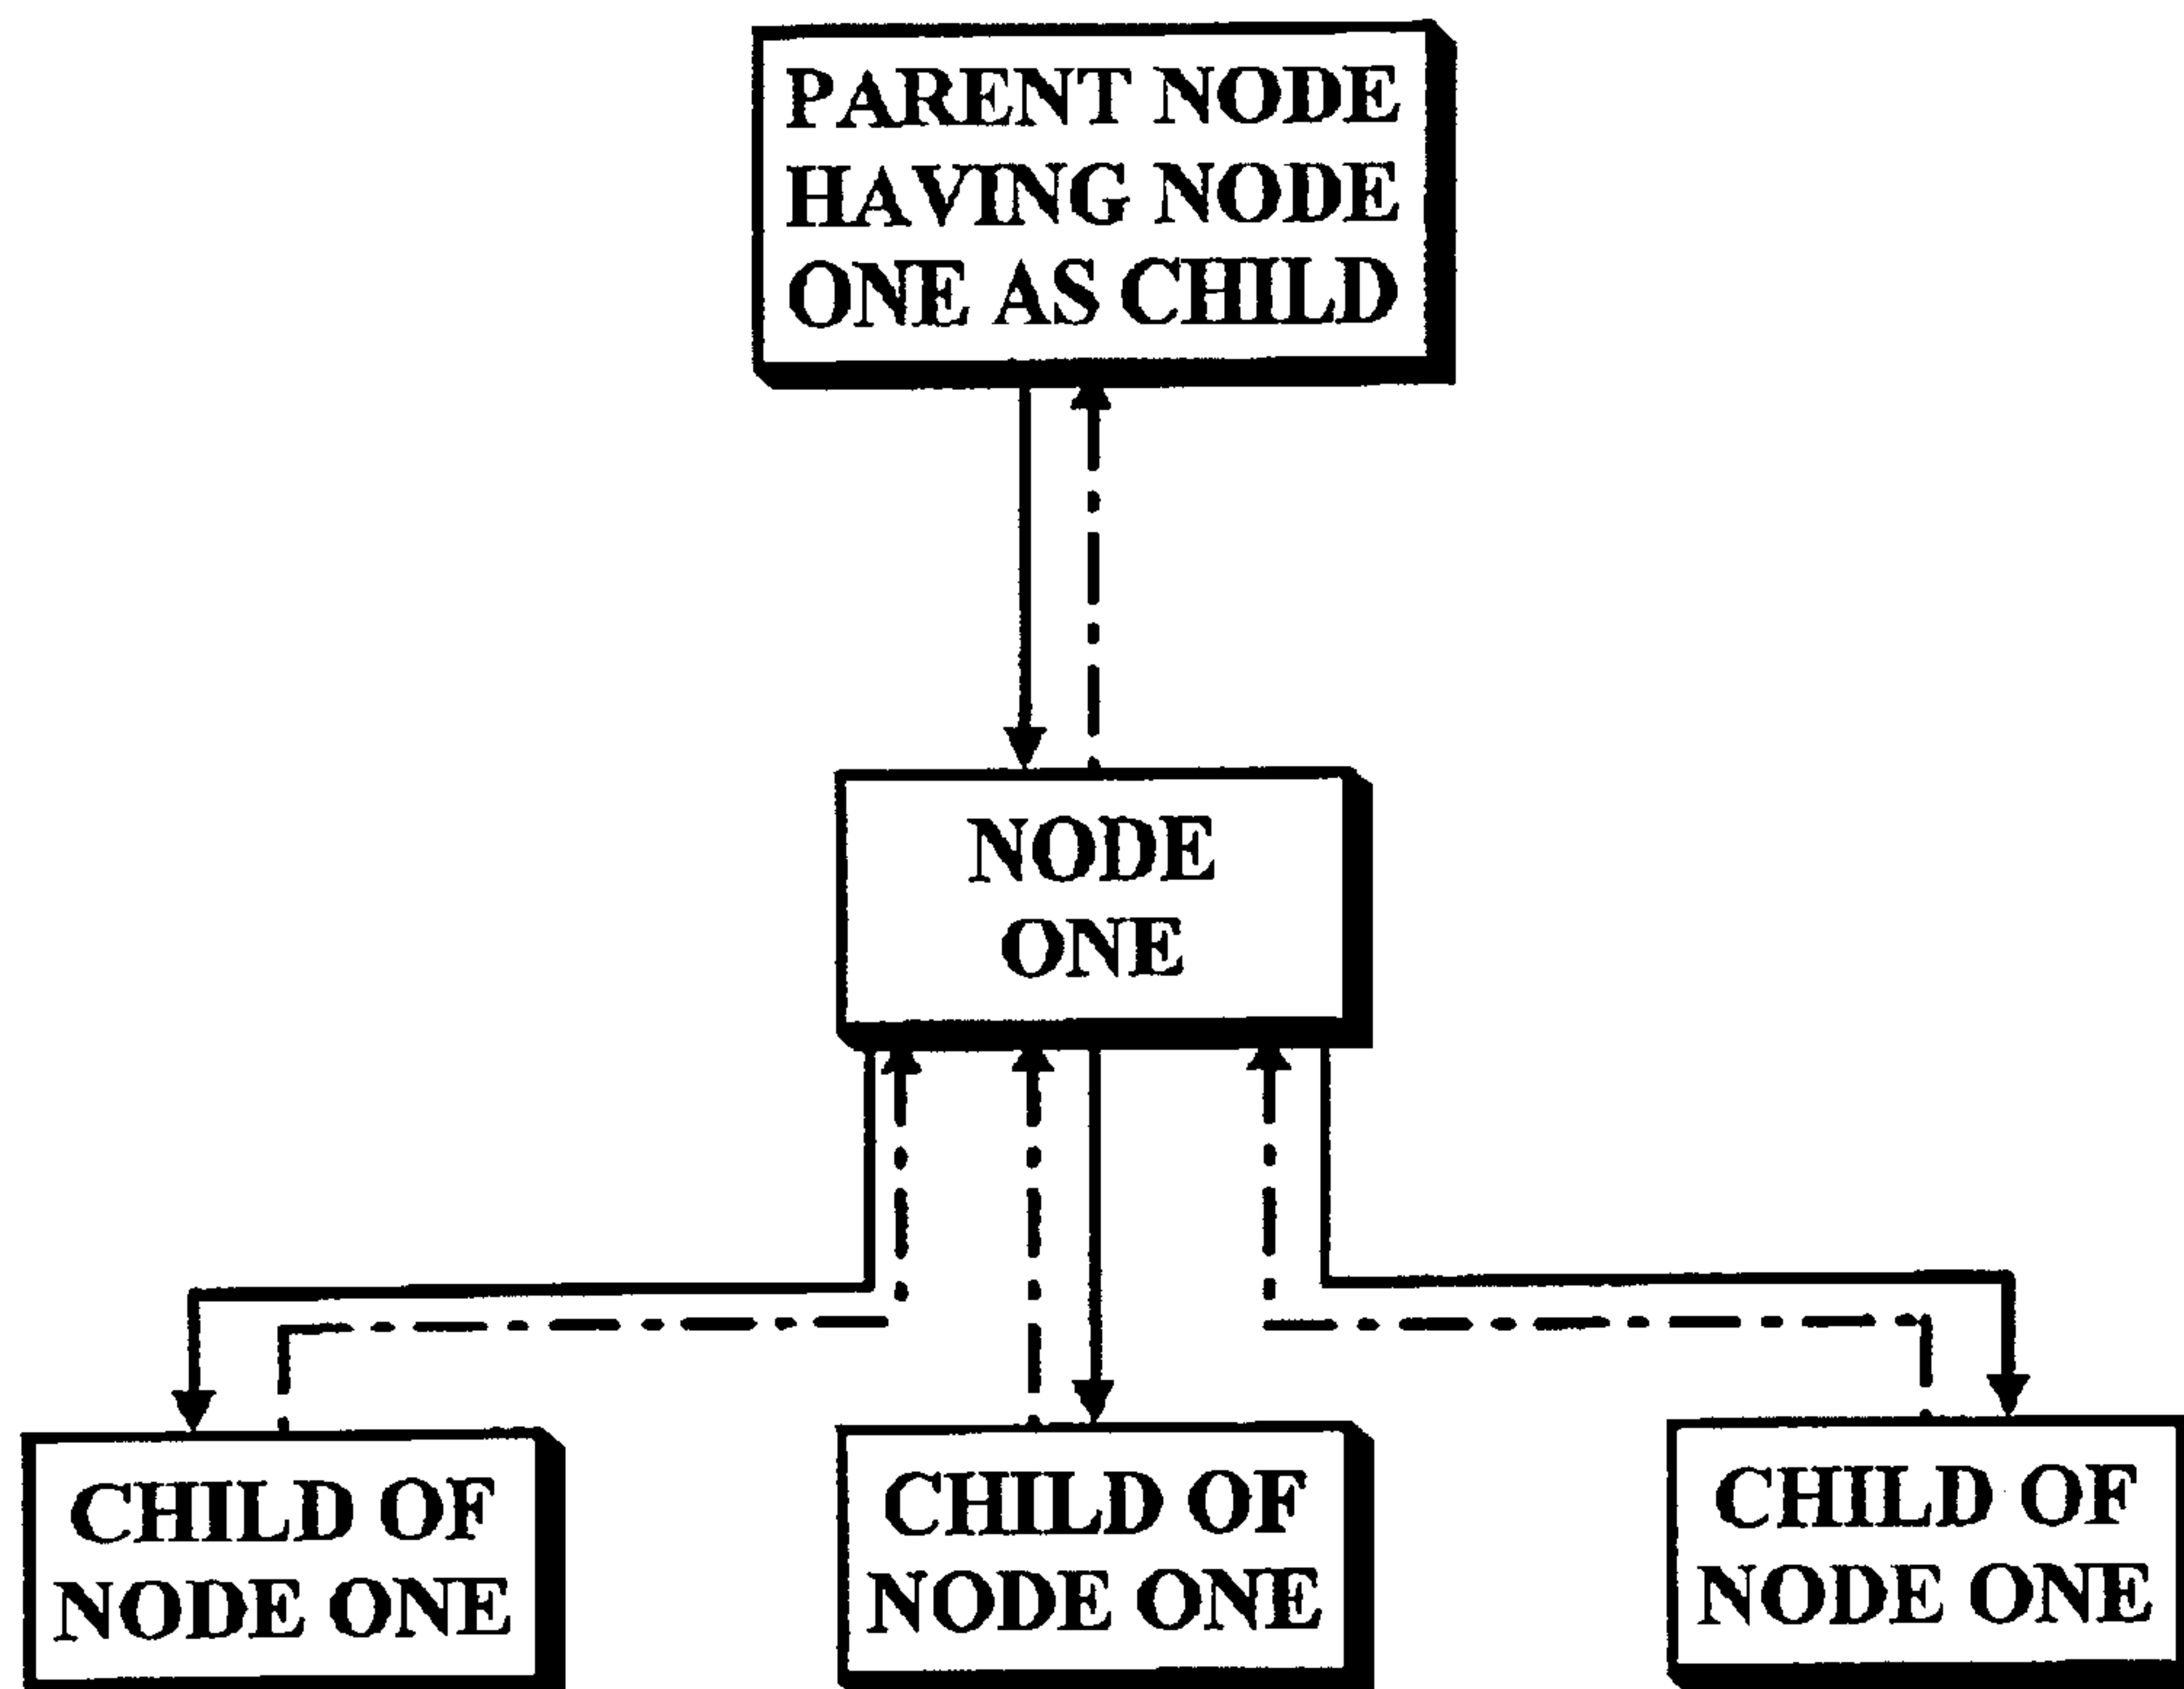 PARENT NODE
HAVING NODE
ONE AS CHILD
NODE
ONE
CHILD OF
NODE ONE
CHILD OF
NODE ONE
CHILD OF
NODE ONE